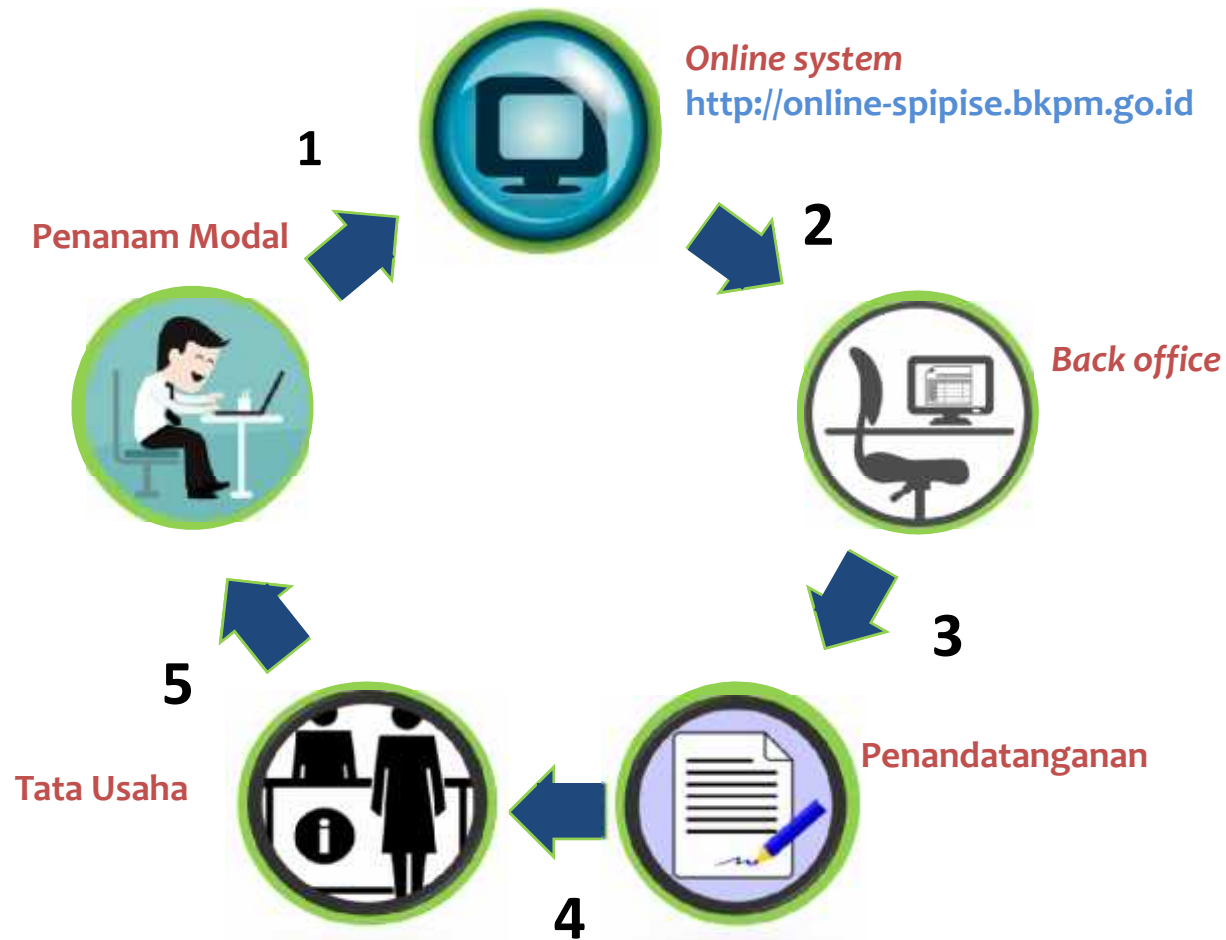 Online system
http://online-spipise.bkpm.go.id
1
2
Penanam Modal
Back office
3
5
Penandatanganan
Tata Usaha
4